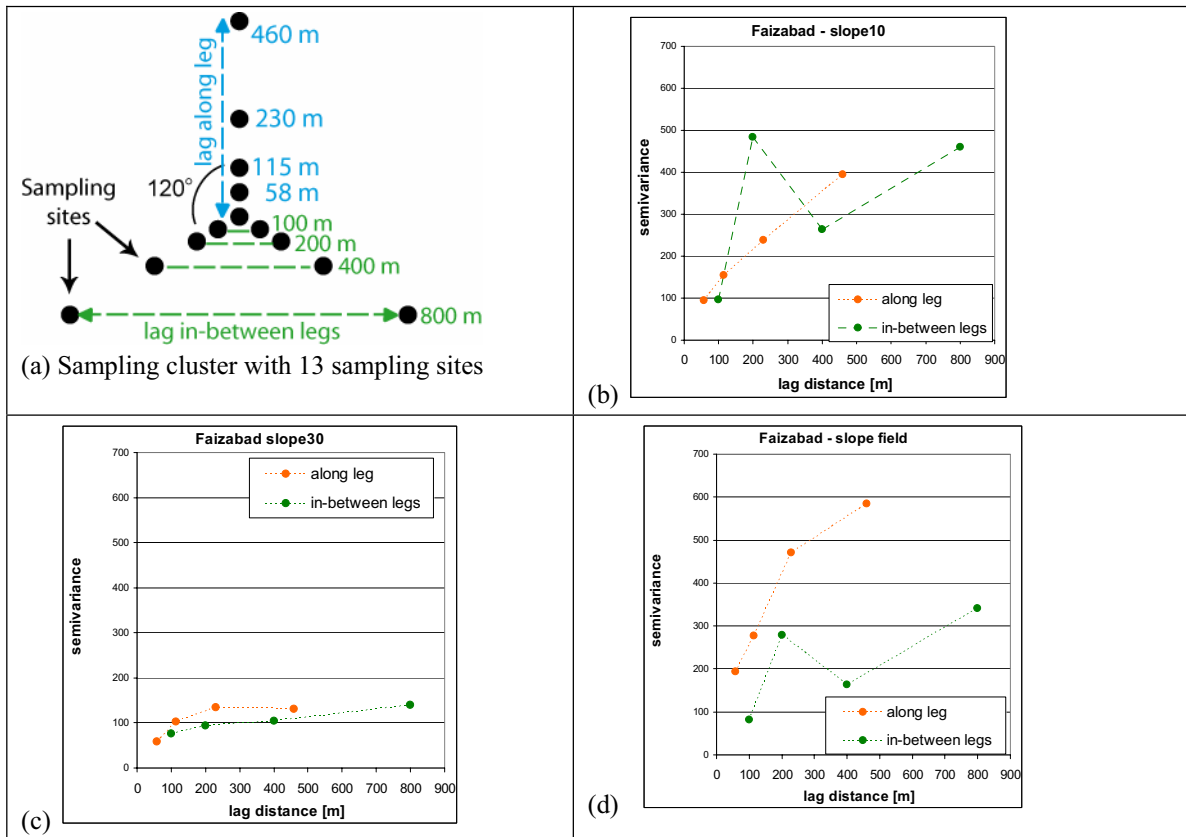 460 m
lag along leg
230 m
115 m
120°
58 m
Sampling
sites
100 m
200 m
400 m
800 m
lag in-between legs
(a) Sampling cluster with 13 sampling sites
Faizabad - slope10
700
600
500
400
300
200
100
0
semivariance
along leg
in-between legs
0 100 200 300 400 500 600 700 800 900
lag distance [m]
(b)
Faizabad slope30
700
600
500
400
300
200
100
0
semivariance
along leg
in-between legs
0 100 200 300 400 500 600 700 800 900
lag distance [m]
(c)
Faizabad - slope field
700
600
500
400
300
200
100
0
semivariance
along leg
in-between legs
0 100 200 300 400 500 600 700 800 900
lag distance [m]
(d)